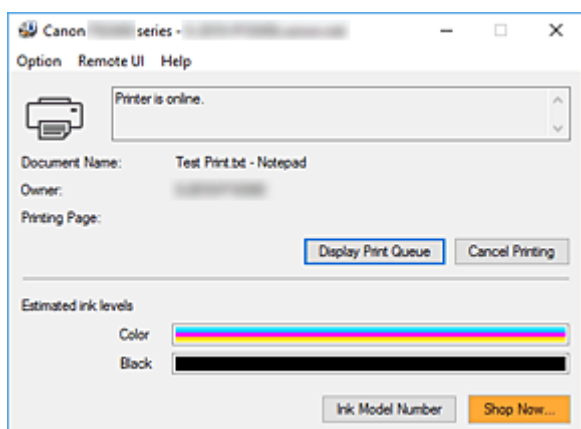 Canon series -
Option Remote UI Help
Printer is online.
Document Name: Test Print.txt - Notepad
Owner:
Printing Page:
Display Print Queue Cancel Printing
Estimated ink levels
Color
Black
Ink Model Number Shop Now...